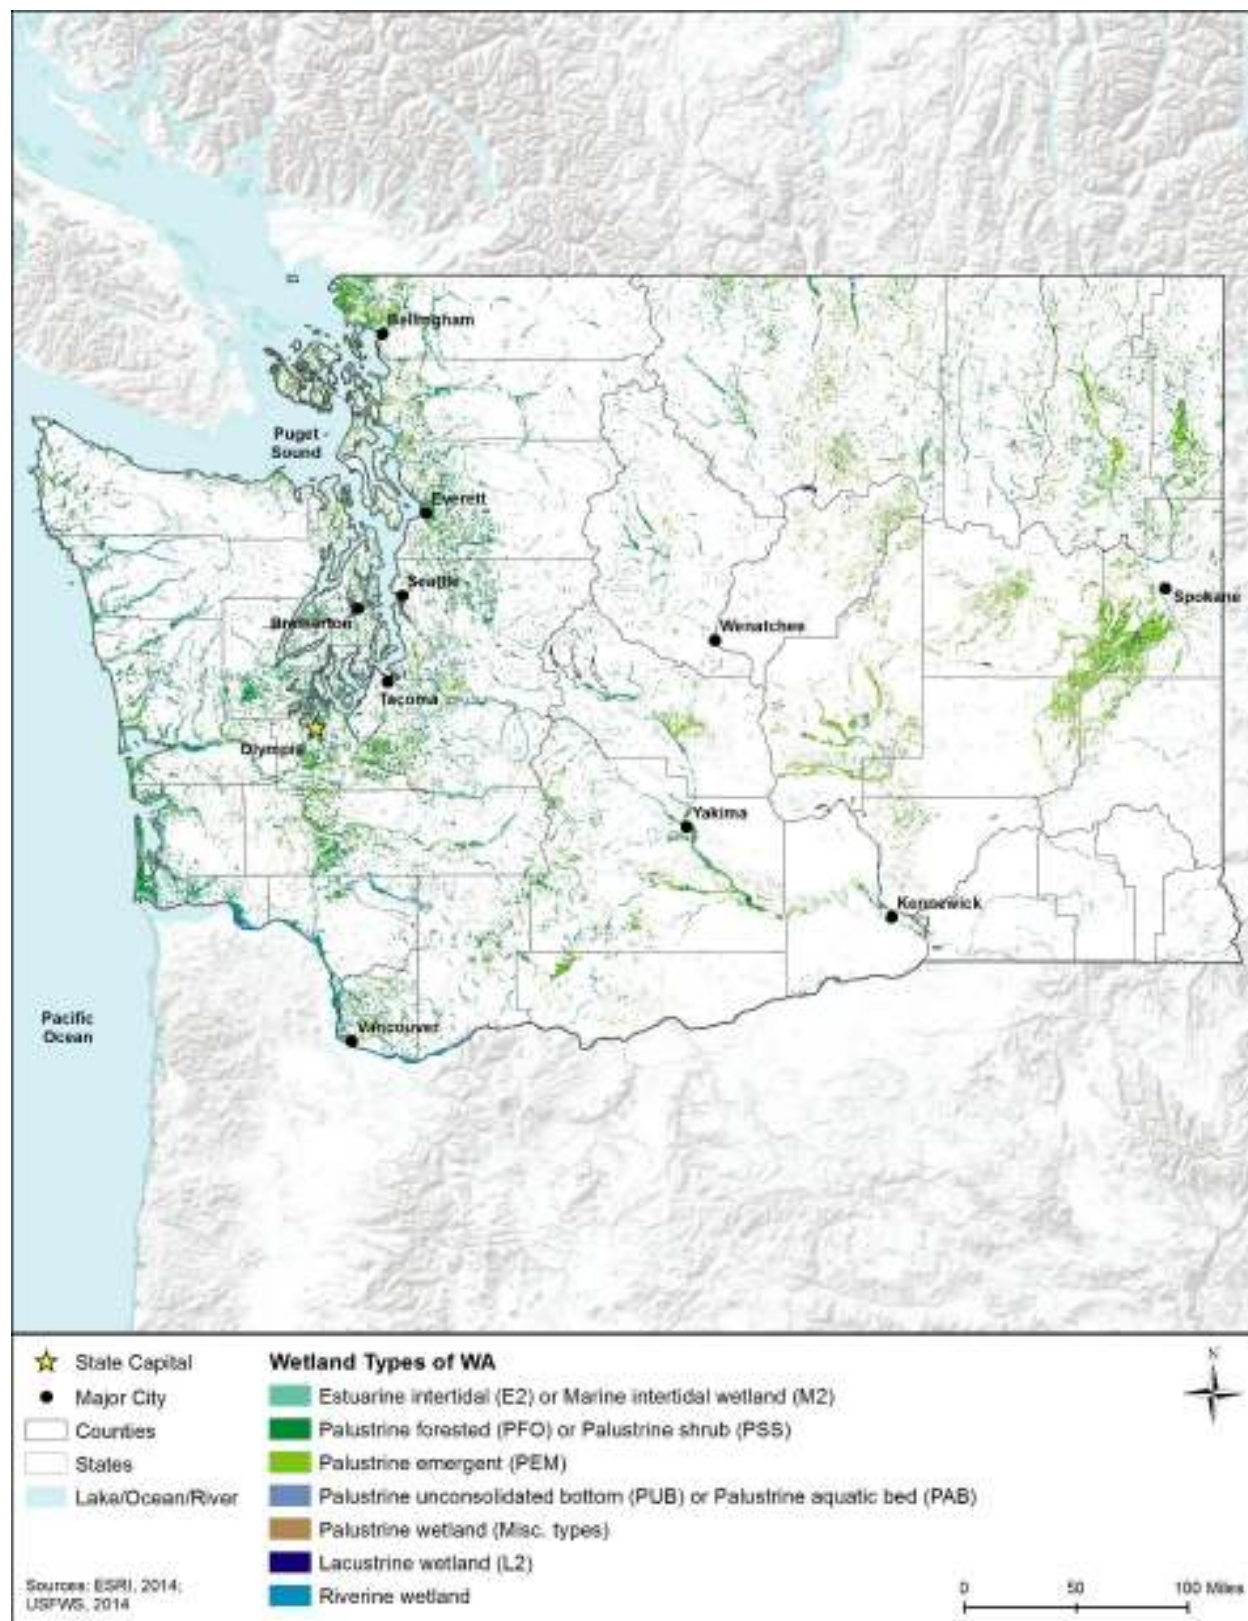 Bellingham
Puget -
Sound
Everett
Seattle
Bremerton
Spokane
Wenatchee
Tacoma
Olympia
Yakima
Kennewick
Pacific
Ocean
Vancouver
State Capital
Major City
Counties
States
Lake/Ocean/River
Sources: ESRI, 2014;
USFWS, 2014
Wetland Types of WA
Estuarine intertidal (E2) or Marine intertidal wetland (M2)
Palustrine forested (PFO) or Palustrine shrub (PSS)
Palustrine emergent (PEM)
Palustrine unconsolidated bottom (PUB) or Palustrine aquatic bed (PAB)
Palustrine wetland (Misc. types)
Lacustrine wetland (L2)
Riverine wetland
N
0 50 100 Miles